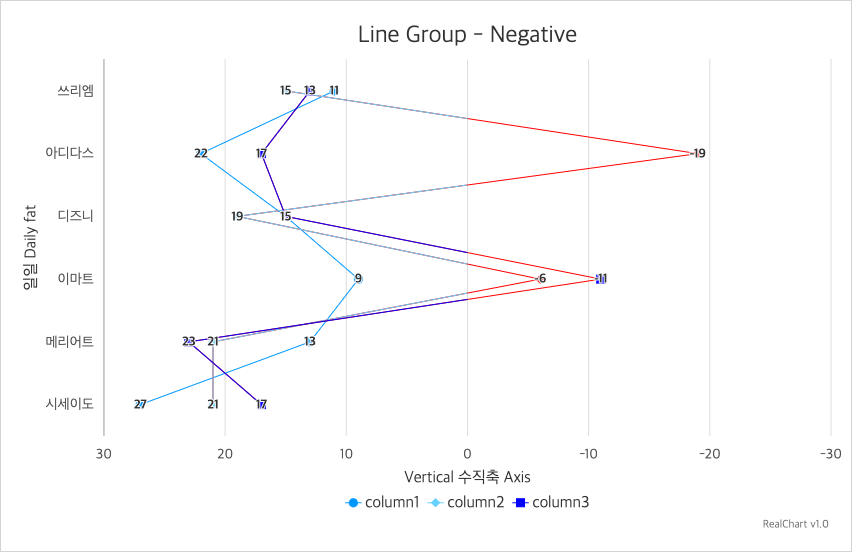 Line Group - Negative
쓰리엠
15 13 11
아디다스
22 17 -19
디즈니
19 15
이마트
9 -6 -11
메리어트
23 21 13
시세이도
27 21 17
일일 Daily fat
30 20 10 0 -10 -20 -30
Vertical 수직축 Axis
column1 column2 column3
RealChart v1.0